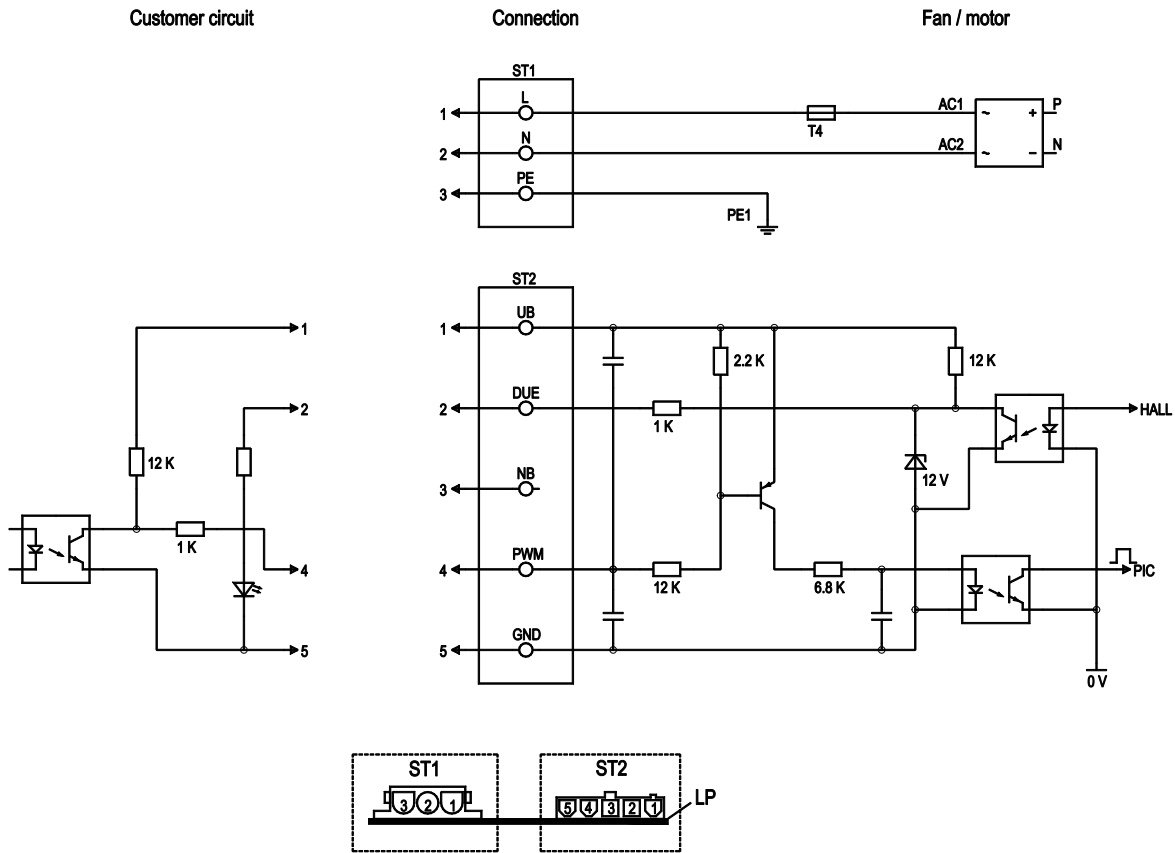 Customer circuit
Connection
Fan / motor
ST1
L
1
AC1
~
+
P
T4
N
2
AC2
~
−
N
PE
3
PE1
ST2
1
UB
1
2.2 K
12 K
2
DUE
2
1 K
HALL
12 K
NB
3
12 V
1 K
4
PWM
4
12 K
6.8 K
PIC
GND
5
5
0 V
ST1
ST2
LP
3 2 1
5 4 3 2 1